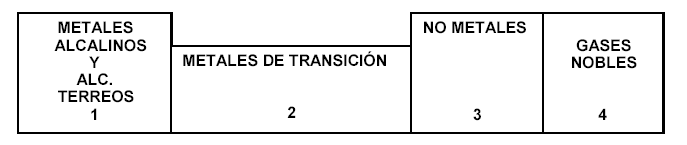 METALES
ALCALINOS
Y
ALC.
TERREOS
1
METALES DE TRANSICIÓN
2
NO METALES
3
GASES
NOBLES
4